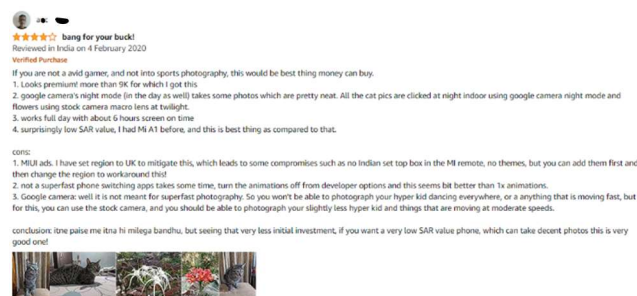 bang for your buck!
Reviewed in India on 4 February 2020
Verified Purchase
If you are not a avid gamer, and not into sports photography, this would be best thing money can buy.
1. Looks premium! more than 9K for which I got this
2. google camera's night mode (in the day as well) takes some photos which are pretty neat. All the cat pics are clicked at night indoor using google camera night mode and
flowers using stock camera macro lens at twilight.
3. works full day with about 6 hours screen on time
4. surprisingly low SAR value, I had Mi A1 before, and this is best thing as compared to that.
cons:
1. MIUI ads. I have set region to UK to mitigate this, which leads to some compromises such as no Indian set top box in the MI remote, no themes, but you can add them first and
then change the region to workaround this!
2. not a superfast phone switching apps takes some time, turn the animations off from developer options and this seems bit better than 1x animations.
3. Google camera: well it is not meant for superfast photography. So you won't be able to photograph your hyper kid dancing everywhere, or a anything that is moving fast, but
for this, you can use the stock camera, and you should be able to photograph your slightly less hyper kid and things that are moving at moderate speeds.
conclusion: itne paise me itna hi milega bandhu, but seeing that very less initial investment, if you want a very low SAR value phone, which can take decent photos this is very
good one!